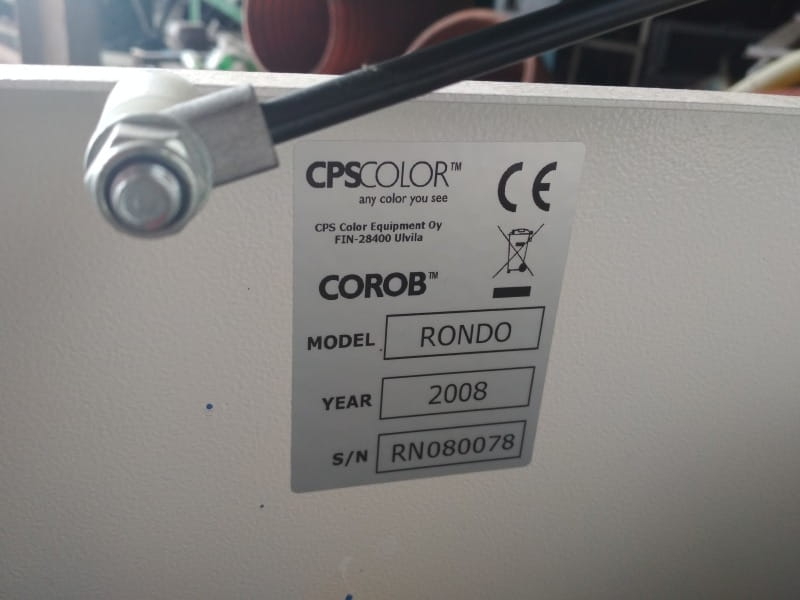 CPSCOLOR™
any color you see
CE
CPS Color Equipment Oy
FIN-28400 Ulvila
COROB™
MODEL RONDO
YEAR 2008
S/N RN080078